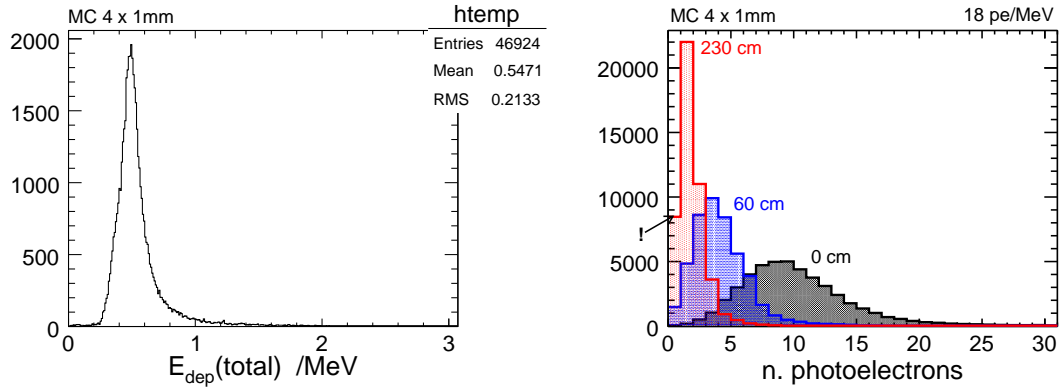 MC 4 x 1mm
htemp
Entries 46924
Mean 0.5471
RMS 0.2133
2000
1500
1000
500
0
0 1 2 3
E_dep(total) /MeV
MC 4 x 1mm 18 pe/MeV
230 cm
60 cm
0 cm
!
20000
15000
10000
5000
0
0 5 10 15 20 25 30
n. photoelectrons